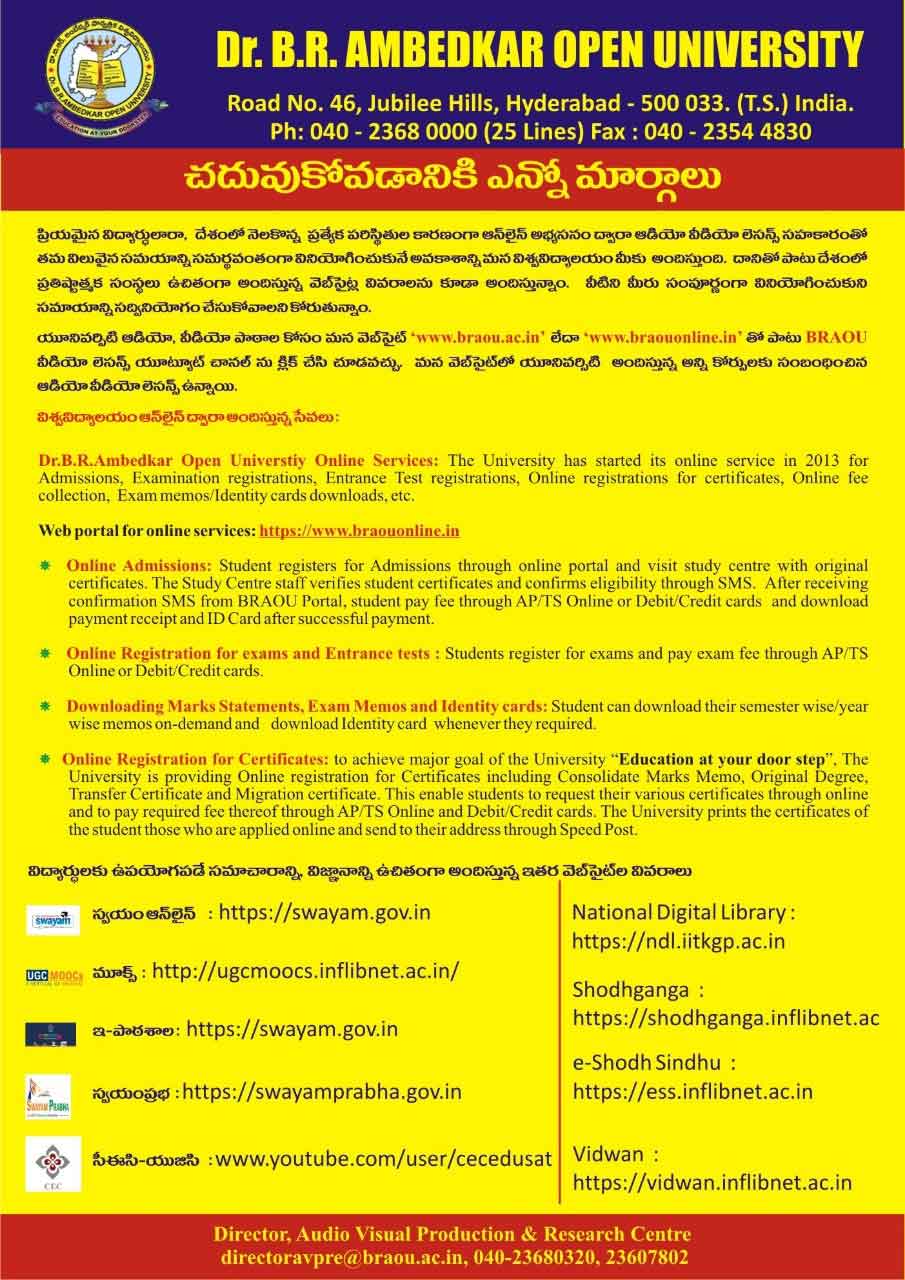 Dr. B.R. AMBEDKAR OPEN UNIVERSITY
Road No. 46, Jubilee Hills, Hyderabad - 500 033. (T.S.) India.
Ph: 040 - 2368 0000 (25 Lines) Fax : 040 - 2354 4830
Dr. B.R.AMBEDKAR OPEN UNIVERSITY
EDUCATION AT YOUR DOORSTEP
చదువుకోవడానికి ఎన్నో మార్గాలు
ప్రియమైన విద్యార్థులారా, దేశంలో నెలకొన్న ప్రత్యేక పరిస్థితుల కారణంగా ఆన్‌లైన్ అభ్యసనం ద్వారా ఆడియో వీడియో లెసన్స్ సహకారంతో
తమ విలువైన సమయాన్ని సమర్థవంతంగా వినియోగించుకునే అవకాశాన్ని మన విశ్వవిద్యాలయం మీకు అందిస్తుంది. దానితో పాటు దేశంలో
ప్రతిష్ఠాత్మక సంస్థలు ఉచితంగా అందిస్తున్న వెబ్‌సైట్ల వివరాలను కూడా అందిస్తున్నాం. వీటిని మీరు సంపూర్ణంగా వినియోగించుకుని
సమాయాన్ని సద్వినియోగం చేసుకోవాలని కోరుతున్నాం.
యూనివర్సిటి ఆడియో, వీడియో పాఠాల కోసం మన వెబ్‌సైట్ ‘www.braou.ac.in’ లేదా ‘www.braouonline.in’ తో పాటు BRAOU
వీడియో లెసన్స్ యూట్యూట్ చానల్ ను క్లిక్ చేసి చూడవచ్చు. మన వెబ్‌సైట్‌లో యూనివర్సిటి అందిస్తున్న అన్ని కోర్సులకు సంబంధించిన
ఆడియో వీడియో లెసన్స్ ఉన్నాయి.
విశ్వవిద్యాలయం ఆన్‌లైన్ ద్వారా అందిస్తున్న సేవలు:
Dr.B.R.Ambedkar Open Universtiy Online Services: The University has started its online service in 2013 for
Admissions, Examination registrations, Entrance Test registrations, Online registrations for certificates, Online fee
collection, Exam memos/Identity cards downloads, etc.
Web portal for online services: https://www.braouonline.in
Online Admissions: Student registers for Admissions through online portal and visit study centre with original
certificates. The Study Centre staff verifies student certificates and confirms eligibility through SMS. After receiving
confirmation SMS from BRAOU Portal, student pay fee through AP/TS Online or Debit/Credit cards and download
payment receipt and ID Card after successful payment.
Online Registration for exams and Entrance tests : Students register for exams and pay exam fee through AP/TS
Online or Debit/Credit cards.
Downloading Marks Statements, Exam Memos and Identity cards: Student can download their semester wise/year
wise memos on-demand and download Identity card whenever they required.
Online Registration for Certificates: to achieve major goal of the University “Education at your door step”, The
University is providing Online registration for Certificates including Consolidate Marks Memo, Original Degree,
Transfer Certificate and Migration certificate. This enable students to request their various certificates through online
and to pay required fee thereof through AP/TS Online and Debit/Credit cards. The University prints the certificates of
the student those who are applied online and send to their address through Speed Post.
విద్యార్థులకు ఉపయోగపడే సమాచారాన్ని, విజ్ఞానాన్ని ఉచితంగా అందిస్తున్న ఇతర వెబ్‌సైట్‌ల వివరాలు
swayam స్వయం ఆన్‌లైన్ : https://swayam.gov.in
UGC MOOCs మూక్స్ : http://ugcmoocs.inflibnet.ac.in/
ఇ-పాఠశాల: https://swayam.gov.in
SWAYAM PRABHA స్వయంప్రభ : https://swayamprabha.gov.in
CEC సీఈసి-యుజిసి : www.youtube.com/user/cecedusat
National Digital Library :
https://ndl.iitkgp.ac.in
Shodhganga :
https://shodhganga.inflibnet.ac
e-Shodh Sindhu :
https://ess.inflibnet.ac.in
Vidwan :
https://vidwan.inflibnet.ac.in
Director, Audio Visual Production & Research Centre
directoravpre@braou.ac.in, 040-23680320, 23607802